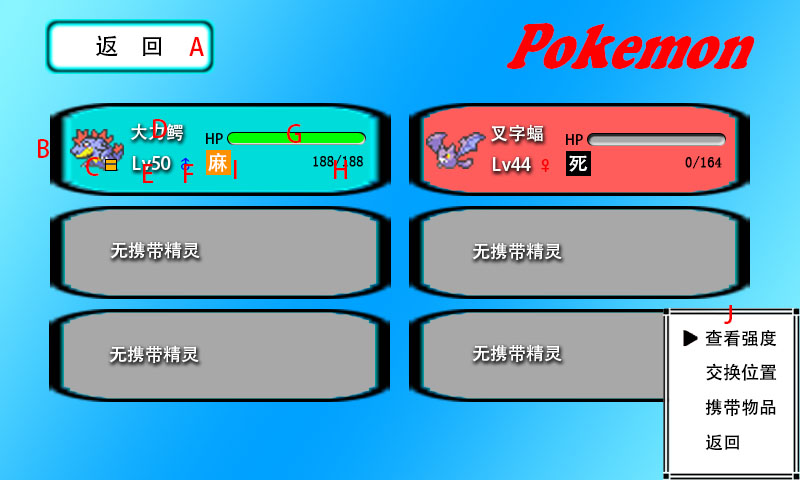 返 回 A
Pokemon
B
大力鳄 D
HP G
C
Lv50 E ♂ F
麻 I
188/188 H
叉字蝠
HP
Lv44 ♀ 死 0/164
无携带精灵
无携带精灵
无携带精灵
无携带精灵
J
▶ 查看强度
交换位置
携带物品
返回